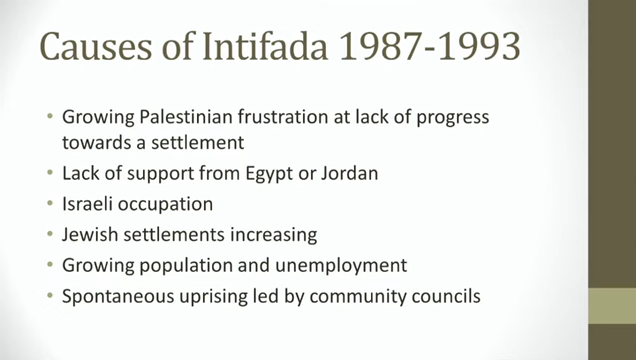 Causes of Intifada 1987-1993
• Growing Palestinian frustration at lack of progress
towards a settlement
• Lack of support from Egypt or Jordan
• Israeli occupation
• Jewish settlements increasing
• Growing population and unemployment
• Spontaneous uprising led by community councils